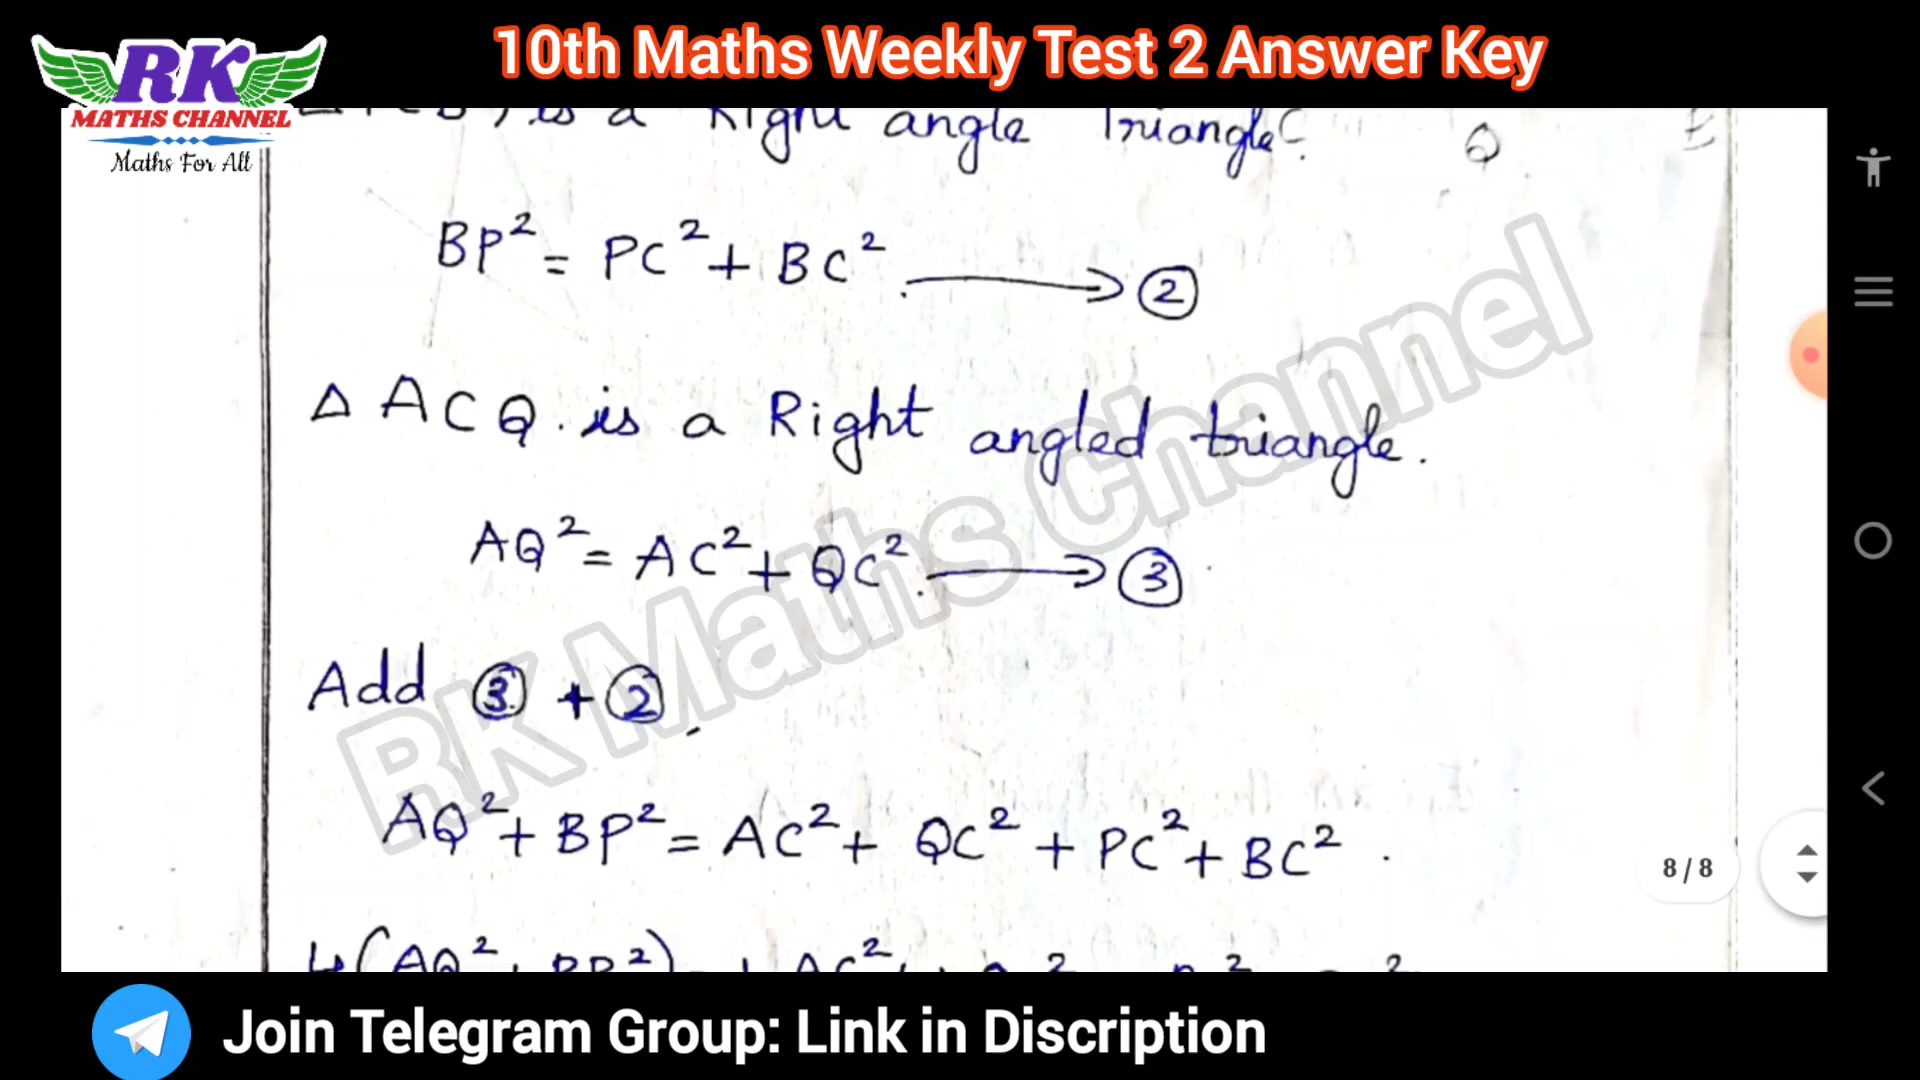 10th Maths Weekly Test 2 Answer Key
RK
MATHS CHANNEL
Maths For All
is a Right angle Triangle.
Q
BP² = PC² + BC² → ②
Δ ACQ. is a Right angled triangle.
AQ² = AC² + QC² → ③
Add ③ + ②
AQ² + BP² = AC² + QC² + PC² + BC².
RK Maths Channel
8 / 8
Join Telegram Group: Link in Discription